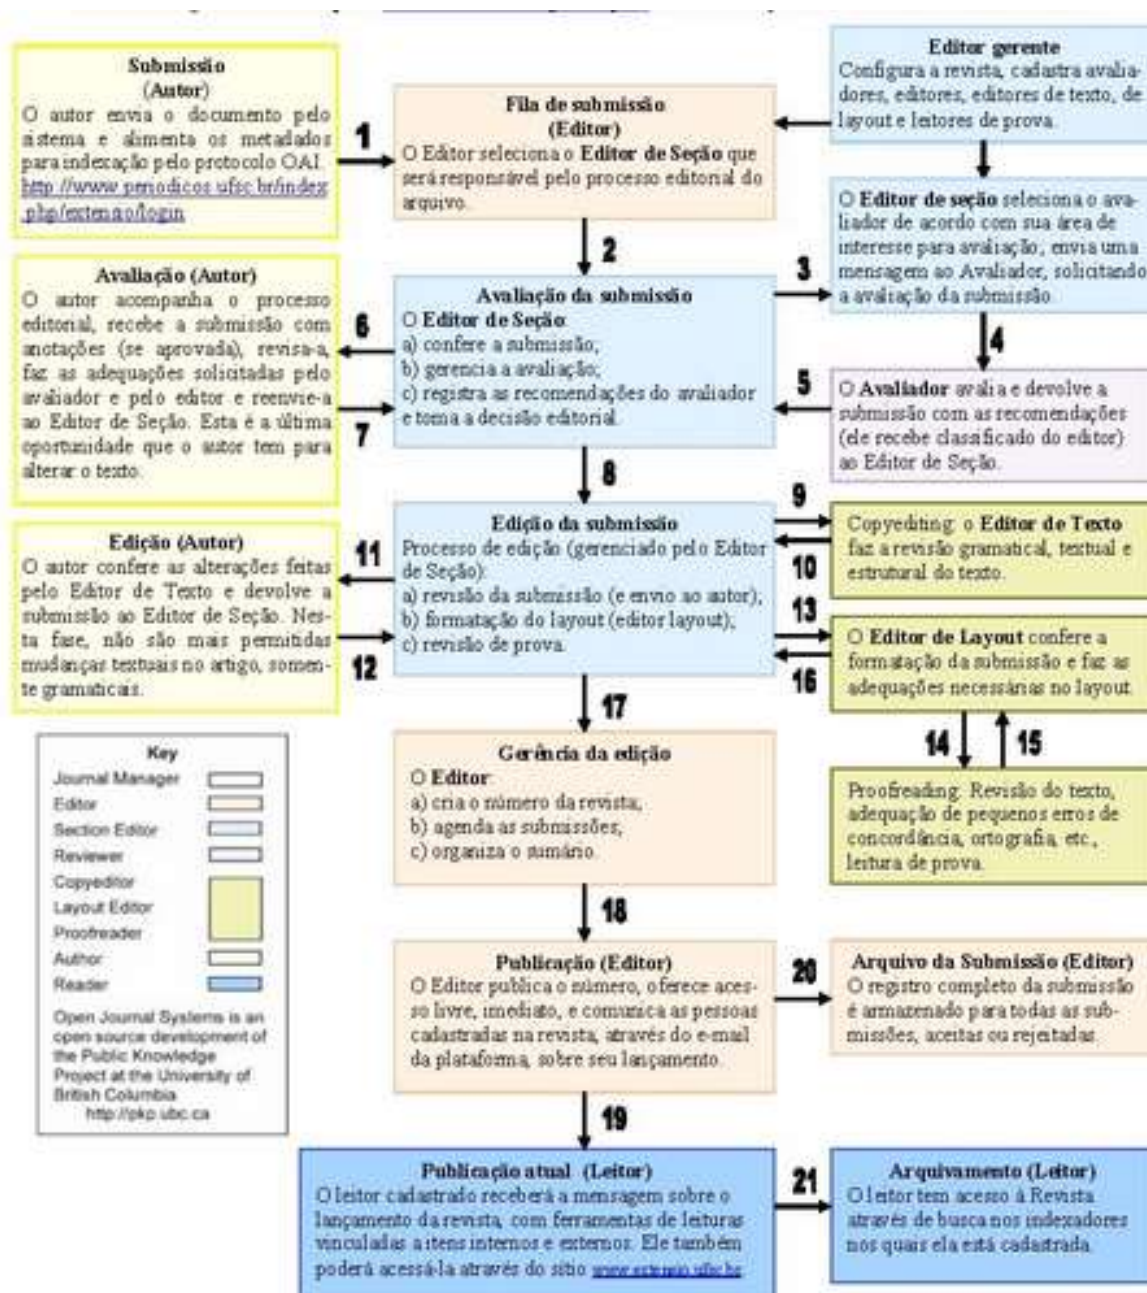 Submissão
(Autor)
O autor envia o documento pelo
sistema e alimenta os metadados
para indexação pelo protocolo OAI.
http://www.periodicos.ufsc.br/index
.php/extensio/login
1
Fila de submissão
(Editor)
O Editor seleciona o Editor de Seção que
será responsável pelo processo editorial do
arquivo.
Editor gerente
Configura a revista, cadastra avalia-
dores, editores, editores de texto, de
layout e leitores de prova.
2
O Editor de seção seleciona o ava-
liador de acordo com sua área de
interesse para avaliação, envia uma
mensagem ao Avaliador, solicitando
a avaliação da submissão.
3
Avaliação (Autor)
O autor acompanha o processo
editorial, recebe a submissão com
anotações (se aprovada), revisa-a,
faz as adequações solicitadas pelo
avaliador e pelo editor e reenvie-a
ao Editor de Seção. Esta é a última
oportunidade que o autor tem para
alterar o texto.
6
7
Avaliação da submissão
O Editor de Seção:
a) confere a submissão;
b) gerencia a avaliação;
c) registra as recomendações do avaliador
e toma a decisão editorial.
4
5
O Avaliador avalia e devolve a
submissão com as recomendações
(ele recebe classificado do editor)
ao Editor de Seção.
8
Edição (Autor)
O autor confere as alterações feitas
pelo Editor de Texto e devolve a
submissão ao Editor de Seção. Nes-
ta fase, não são mais permitidas
mudanças textuais no artigo, somen-
te gramaticais.
11
12
Edição da submissão
Processo de edição (gerenciado pelo Editor
de Seção):
a) revisão da submissão (e envio ao autor);
b) formatação do layout (editor layout);
c) revisão de prova.
9
10
Copyediting: o Editor de Texto
faz a revisão gramatical, textual e
estrutural do texto.
13
16
O Editor de Layout confere a
formatação da submissão e faz as
adequações necessárias no layout.
14
15
Proofreading: Revisão do texto,
adequação de pequenos erros de
concordância, ortografia, etc.,
leitura de prova.
17
Gerência da edição
O Editor:
a) cria o número da revista;
b) agenda as submissões;
c) organiza o sumário.
Key
Journal Manager
Editor
Section Editor
Reviewer
Copyeditor
Layout Editor
Proofreader
Author
Reader
Open Journal Systems is an
open source development of
the Public Knowledge
Project at the University of
British Columbia
http://pkp.ubc.ca
18
Publicação (Editor)
O Editor publica o número, oferece aces-
so livre, imediato, e comunica as pessoas
cadastradas na revista, através do e-mail
da plataforma, sobre seu lançamento.
20
Arquivo da Submissão (Editor)
O registro completo da submissão
é armazenado para todas as sub-
missões, aceitas ou rejeitadas.
19
Publicação atual (Leitor)
O leitor cadastrado receberá a mensagem sobre o
lançamento da revista, com ferramentas de leituras
vinculadas a itens internos e externos. Ele também
poderá acessá-la através do sítio www.extensio.ufsc.br
21
Arquivamento (Leitor)
O leitor tem acesso à Revista
através de busca nos indexadores
nos quais ela está cadastrada.